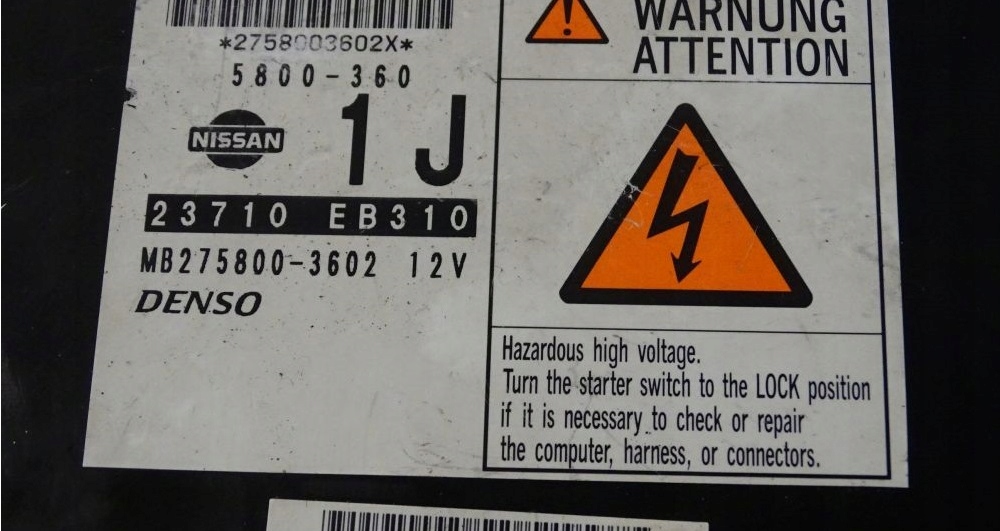 *2758003602X*
5800-360
NISSAN
1J
23710 EB310
MB275800-3602 12V
DENSO
WARNUNG
ATTENTION
Hazardous high voltage.
Turn the starter switch to the LOCK position
if it is necessary to check or repair
the computer, harness, or connectors.